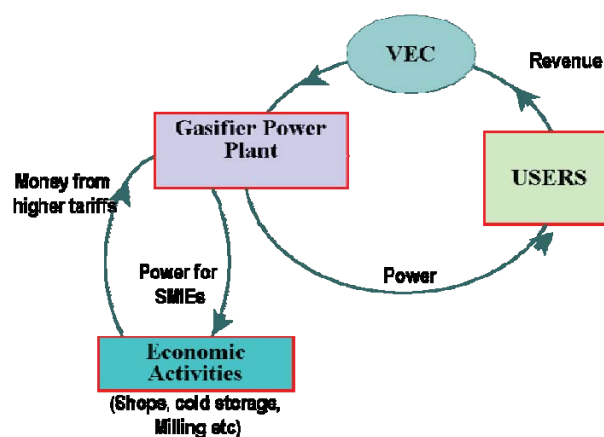 VEC
Revenue
Gasifier Power
Plant
USERS
Money from
higher tariffs
Power for
SMIEs
Power
Economic
Activities
(Shops, cold storage,
Milling etc)